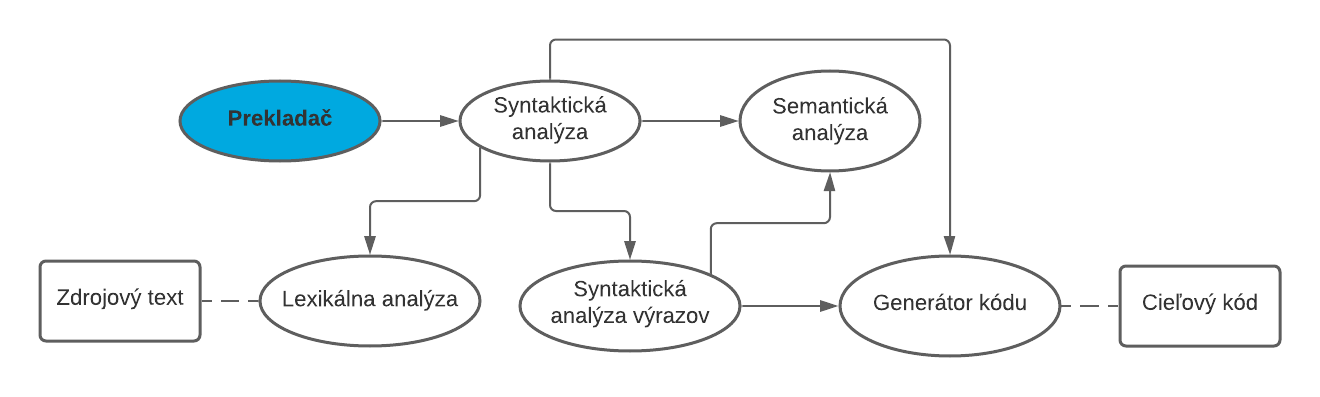 Prekladač
Syntaktická
analýza
Semantická
analýza
Zdrojový text
Lexikálna analýza
Syntaktická
analýza výrazov
Generátor kódu
Cieľový kód